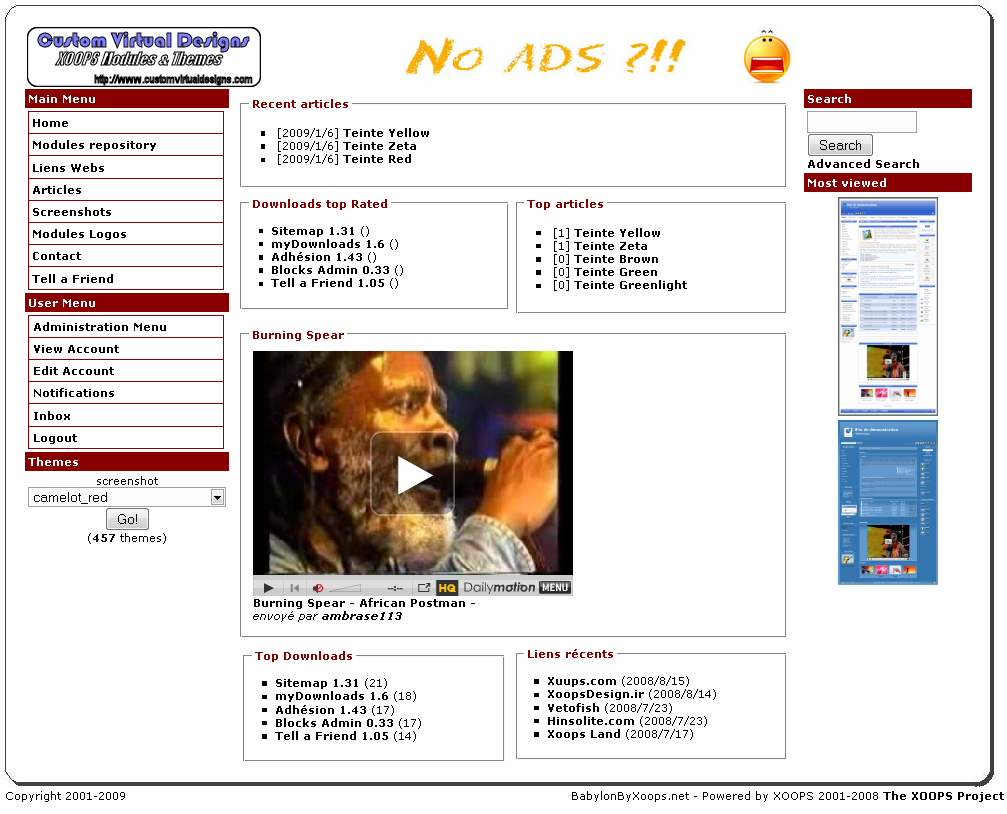 Custom Virtual Designs
XOOPS Modules & Themes
http://www.customvirtualdesigns.com
No ADS ?!!
Main Menu
Home
Modules repository
Liens Webs
Articles
Screenshots
Modules Logos
Contact
Tell a Friend
User Menu
Administration Menu
View Account
Edit Account
Notifications
Inbox
Logout
Themes
screenshot
camelot_red
Go!
(457 themes)
Recent articles
[2009/1/6] Teinte Yellow
[2009/1/6] Teinte Zeta
[2009/1/6] Teinte Red
Downloads top Rated
Sitemap 1.31 ()
myDownloads 1.6 ()
Adhésion 1.43 ()
Blocks Admin 0.33 ()
Tell a Friend 1.05 ()
Top articles
[1] Teinte Yellow
[1] Teinte Zeta
[0] Teinte Brown
[0] Teinte Green
[0] Teinte Greenlight
Burning Spear
--:--
HQ Dailymotion MENU
Burning Spear - African Postman -
envoyé par ambrase113
Top Downloads
Sitemap 1.31 (21)
myDownloads 1.6 (18)
Adhésion 1.43 (17)
Blocks Admin 0.33 (17)
Tell a Friend 1.05 (14)
Liens récents
Xuups.com (2008/8/15)
XoopsDesign.ir (2008/8/14)
Yetofish (2008/7/23)
Hinsolite.com (2008/7/23)
Xoops Land (2008/7/17)
Search
Search
Advanced Search
Most viewed
Copyright 2001-2009
BabylonByXoops.net - Powered by XOOPS 2001-2008 The XOOPS Project